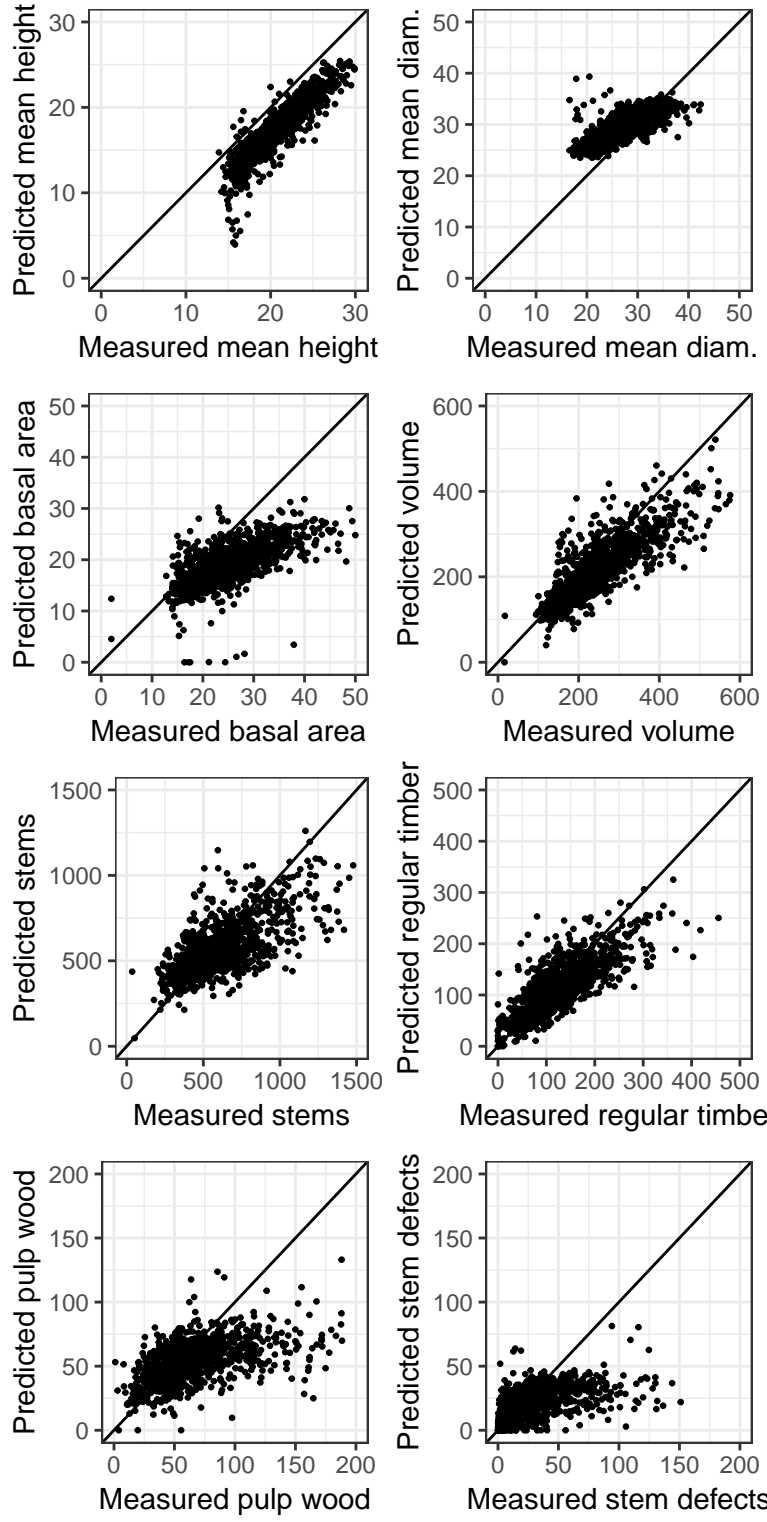 Predicted mean height
30
20
10
0
0 10 20 30
Measured mean height
Predicted mean diam.
50
40
30
20
10
0
0 10 20 30 40 50
Measured mean diam.
Predicted basal area
50
40
30
20
10
0
0 10 20 30 40 50
Measured basal area
Predicted volume
600
400
200
0
0 200 400 600
Measured volume
Predicted stems
1500
1000
500
0
0 500 1000 1500
Measured stems
Predicted regular timber
500
400
300
200
100
0
0 100 200 300 400 500
Measured regular timbe
Predicted pulp wood
200
150
100
50
0
0 50 100 150 200
Measured pulp wood
Predicted stem defects
200
150
100
50
0
0 50 100 150 200
Measured stem defects